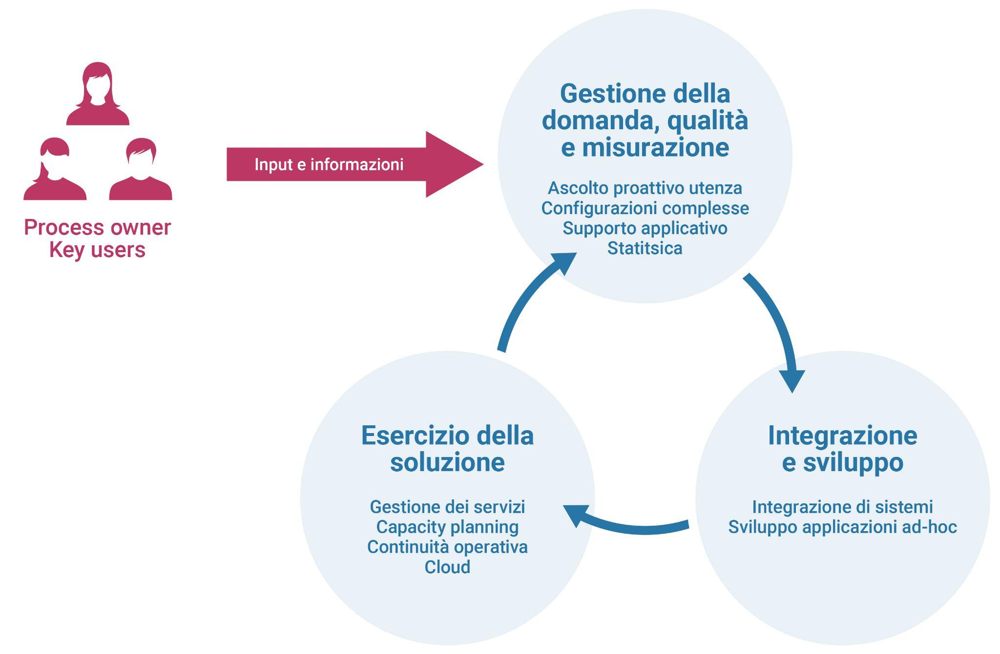 Process owner
Key users
Input e informazioni
Gestione della
domanda, qualità
e misurazione
Ascolto proattivo utenza
Configurazioni complesse
Supporto applicativo
Statitsica
Integrazione
e sviluppo
Integrazione di sistemi
Sviluppo applicazioni ad-hoc
Esercizio della
soluzione
Gestione dei servizi
Capacity planning
Continuità operativa
Cloud